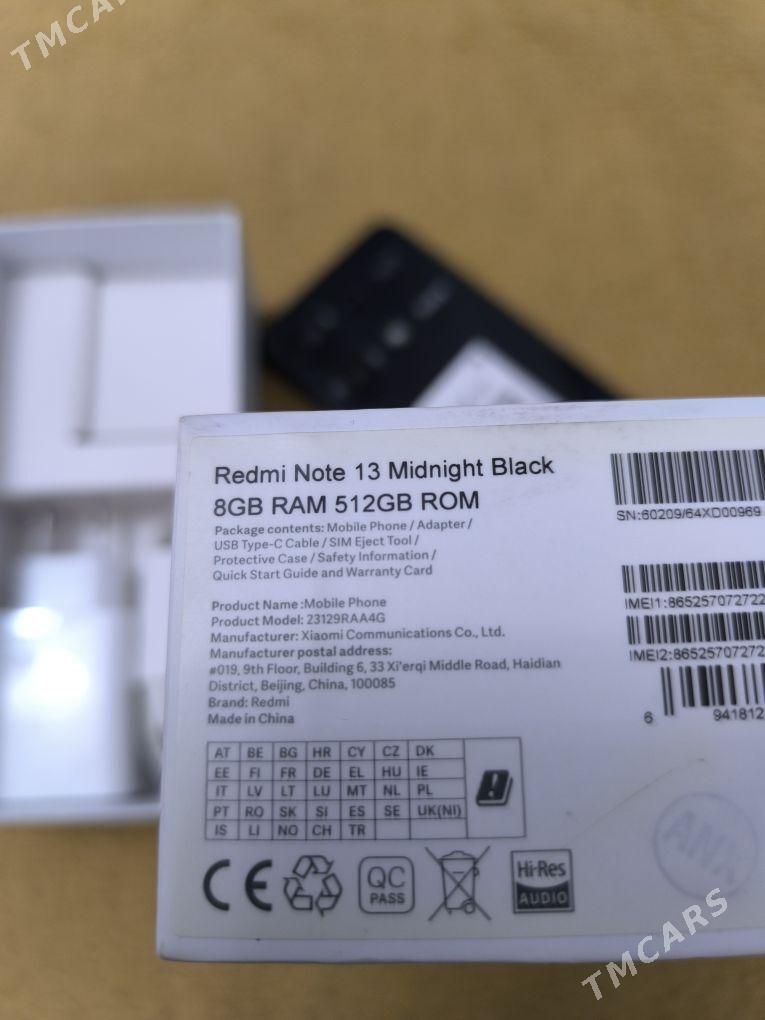 TMCARS
Redmi Note 13 Midnight Black
8GB RAM 512GB ROM
Package contents: Mobile Phone / Adapter /
USB Type-C Cable / SIM Eject Tool /
Protective Case / Safety Information /
Quick Start Guide and Warranty Card
Product Name :Mobile Phone
Product Model: 23129RAA4G
Manufacturer: Xiaomi Communications Co., Ltd.
Manufacturer postal address:
#019, 9th Floor, Building 6, 33 Xi'erqi Middle Road, Haidian
District, Beijing, China, 100085
Brand: Redmi
Made in China
SN:60209/64XD00969
IMEI1:865257072722
IMEI2:86525707272
6 941812
AT BE BG HR CY CZ DK
EE FI FR DE EL HU IE
IT LV LT LU MT NL PL
PT RO SK SI ES SE UK(NI)
IS LI NO CH TR
CE
QC
PASS
Hi-Res
AUDIO
ANX
TMCARS